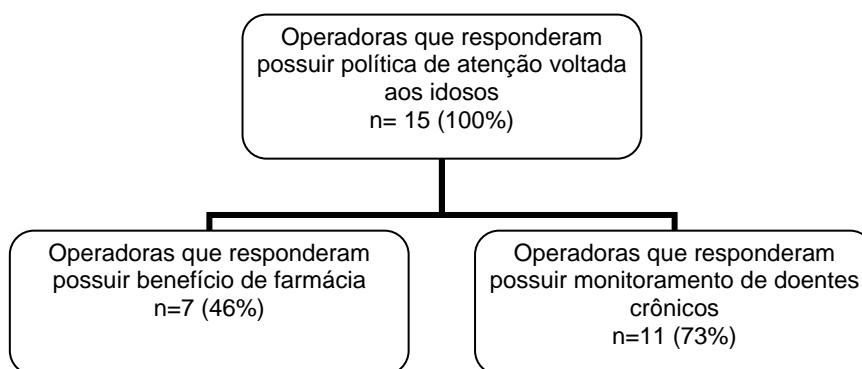 Operadoras que responderam
possuir política de atenção voltada
aos idosos
n= 15 (100%)
Operadoras que responderam
possuir benefício de farmácia
n=7 (46%)
Operadoras que responderam
possuir monitoramento de doentes
crônicos
n=11 (73%)